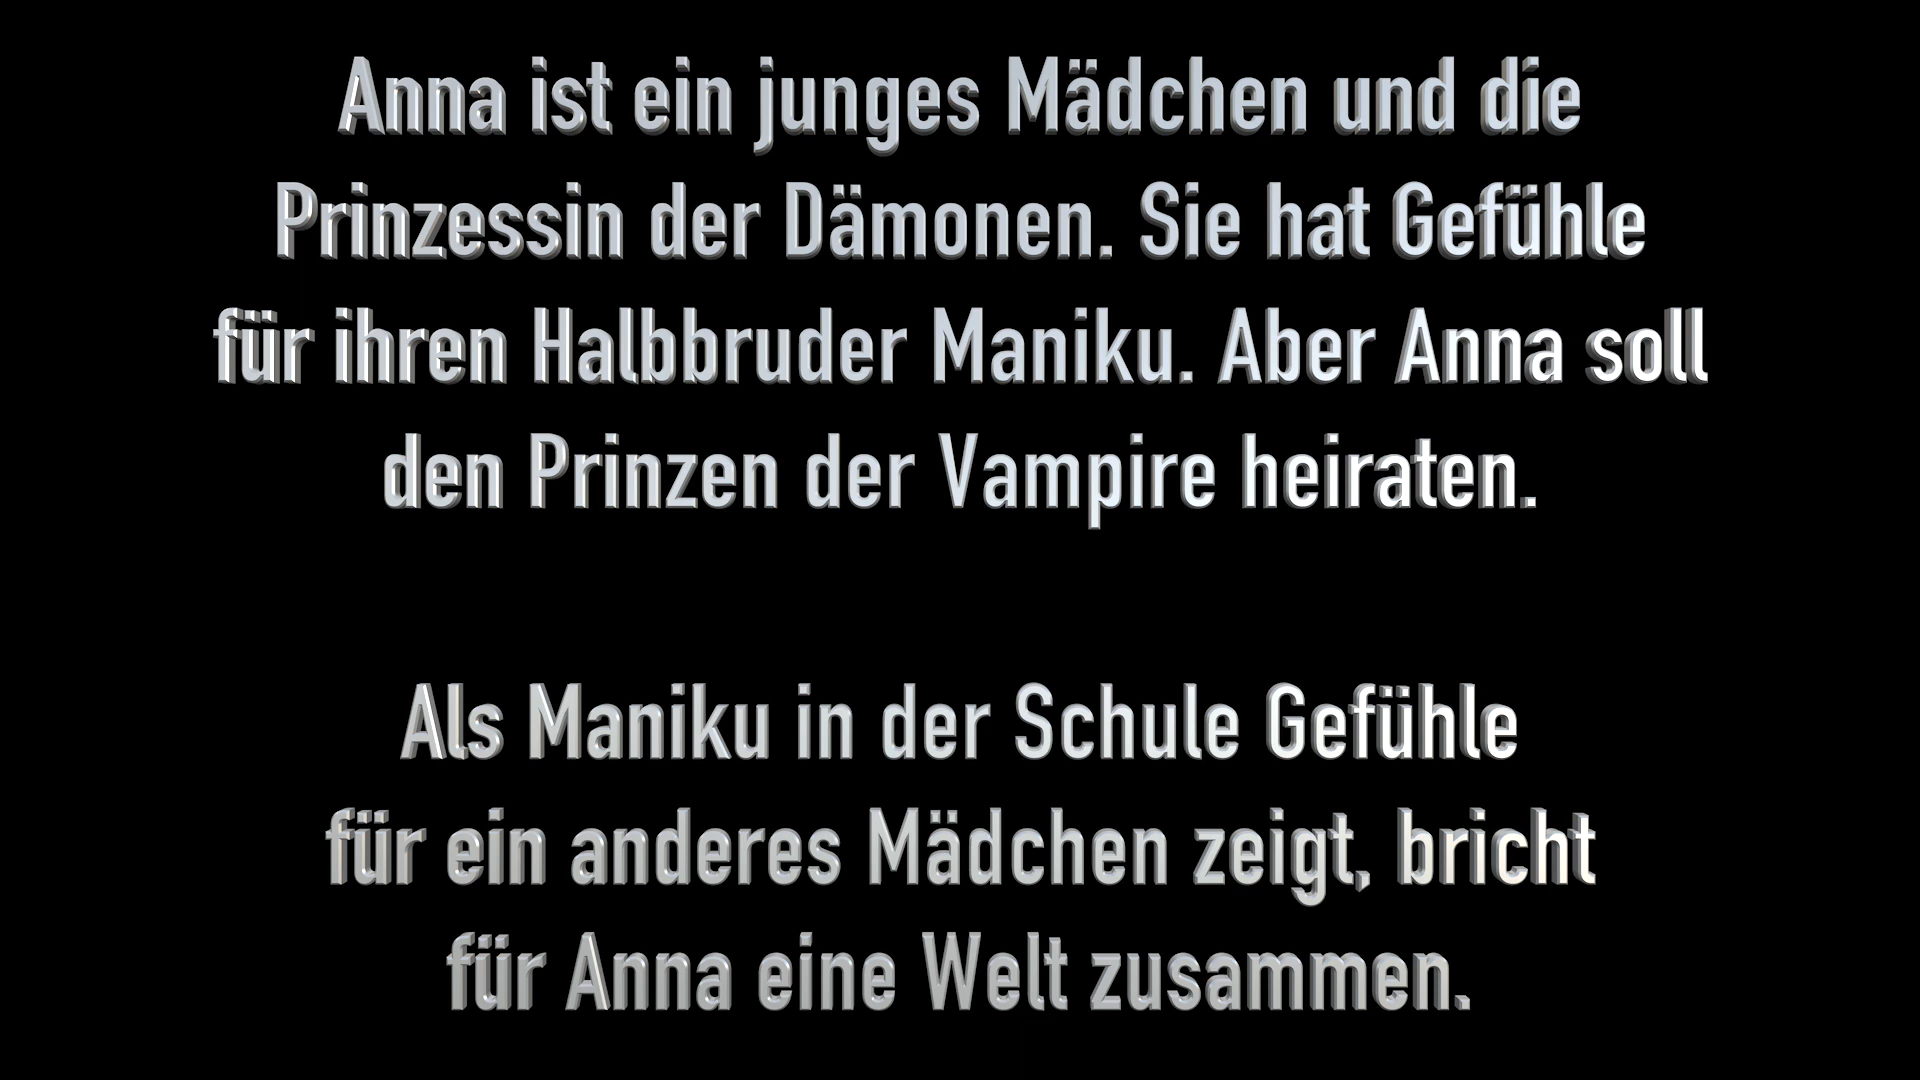 Anna ist ein junges Mädchen und die
Prinzessin der Dämonen. Sie hat Gefühle
für ihren Halbbruder Maniku. Aber Anna soll
den Prinzen der Vampire heiraten.
Als Maniku in der Schule Gefühle
für ein anderes Mädchen zeigt, bricht
für Anna eine Welt zusammen.